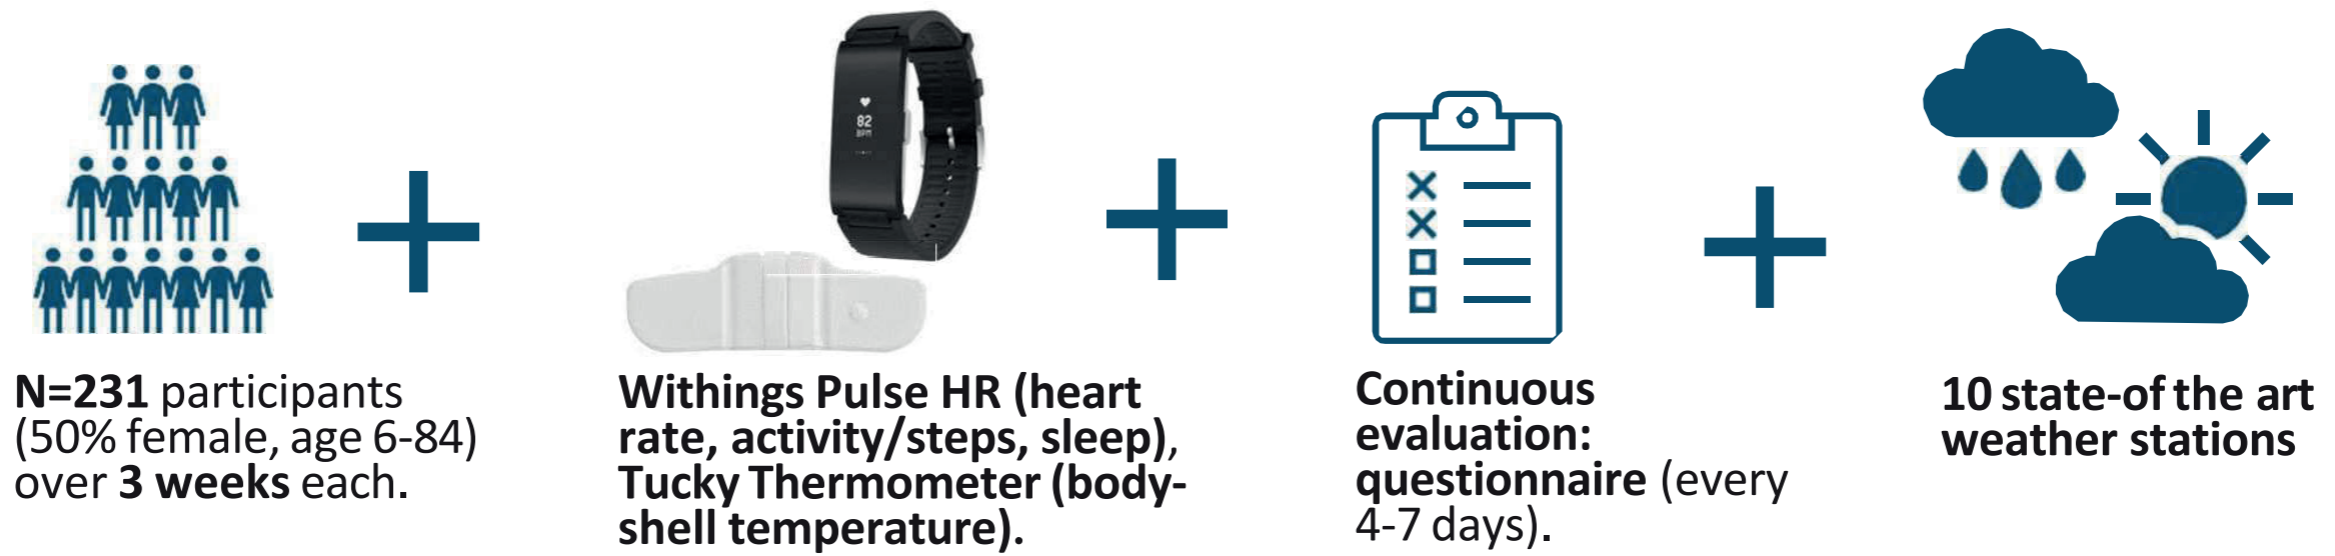 82
BPM
N=231 participants
(50% female, age 6-84)
over 3 weeks each.
Withings Pulse HR (heart
rate, activity/steps, sleep),
Tucky Thermometer (body-
shell temperature).
Continuous
evaluation:
questionnaire (every
4-7 days).
10 state-of the art
weather stations